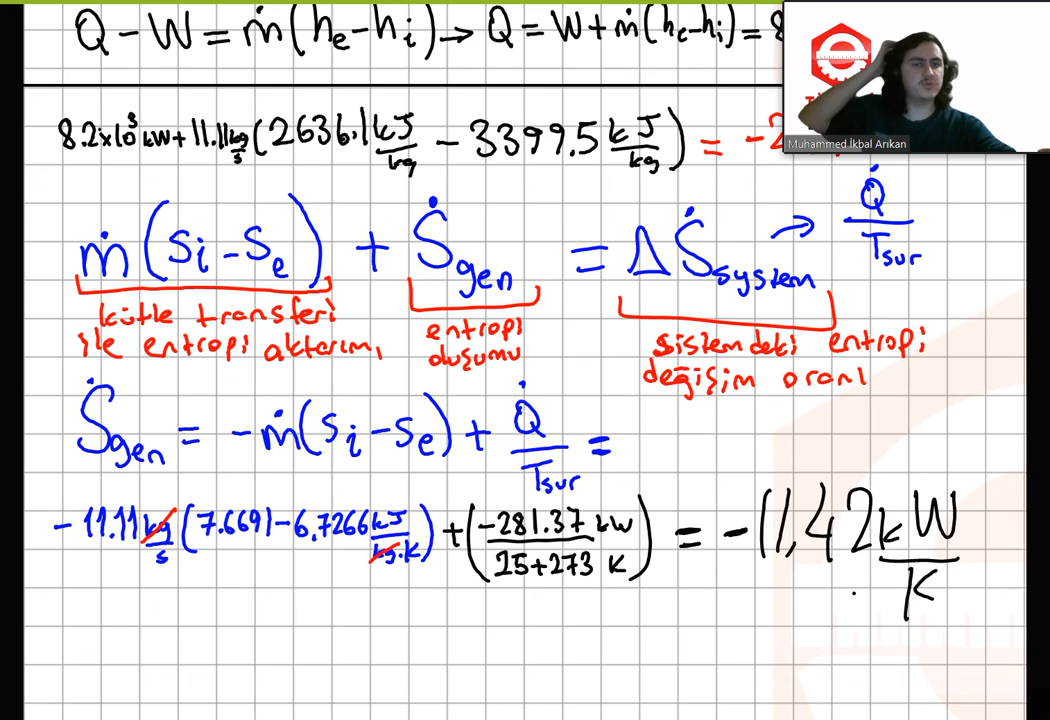 Q̇ - W = ṁ(he - hi) → Q = W + ṁ(he - hi) = 8
8.2x10³ kW + 11.11 kg/s (2636.1 kJ/kg - 3399.5 kJ/kg) = -2
Muhammed İkbal Arıkan
ṁ(si - se) + Ṡgen = ΔṠsystem → Q̇/Tsur
kütle transferi
ile entropi aktarımı
entropi
oluşumu
sistemdeki entropi
değişim oranı
Ṡgen = -ṁ(si - se) + Q̇/Tsur =
-11.11 kg/s (7.6691 - 6.7266 kJ/kg.K) + (-281.37 kW / 25+273 K) = -11,42 kW/K